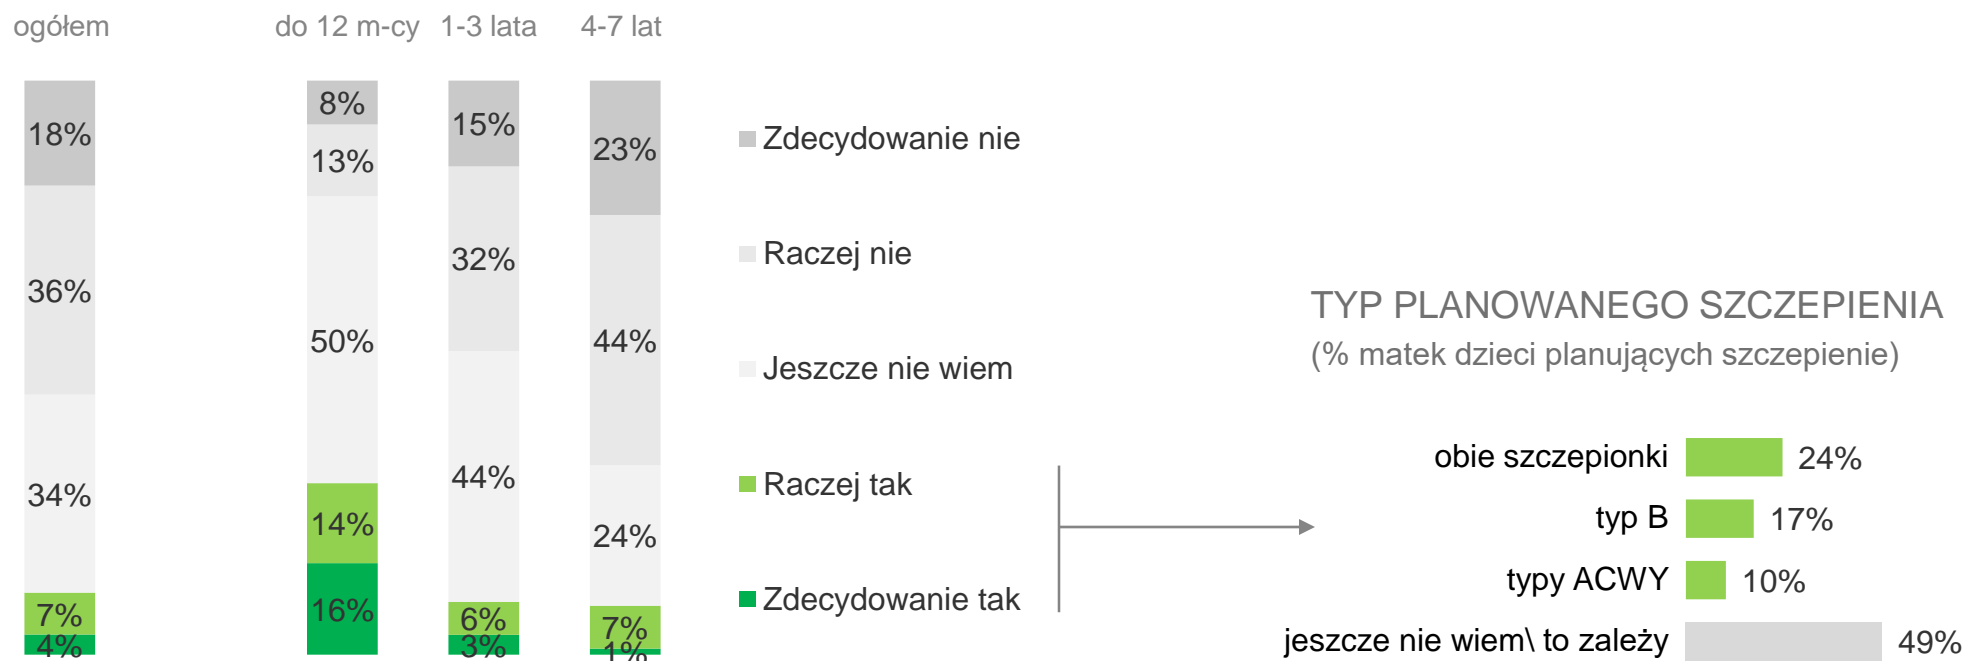 ogółem do 12 m-cy 1-3 lata 4-7 lat
18% 8% 15% 23%
36% 13% 32% 44%
34% 50% 44% 24%
7% 14% 6% 7%
4% 16% 3% 1%
Zdecydowanie nie
Raczej nie
Jeszcze nie wiem
Raczej tak
Zdecydowanie tak
TYP PLANOWANEGO SZCZEPIENIA
(% matek dzieci planujących szczepienie)
obie szczepionki 24%
typ B 17%
typy ACWY 10%
jeszcze nie wiem\ to zależy 49%